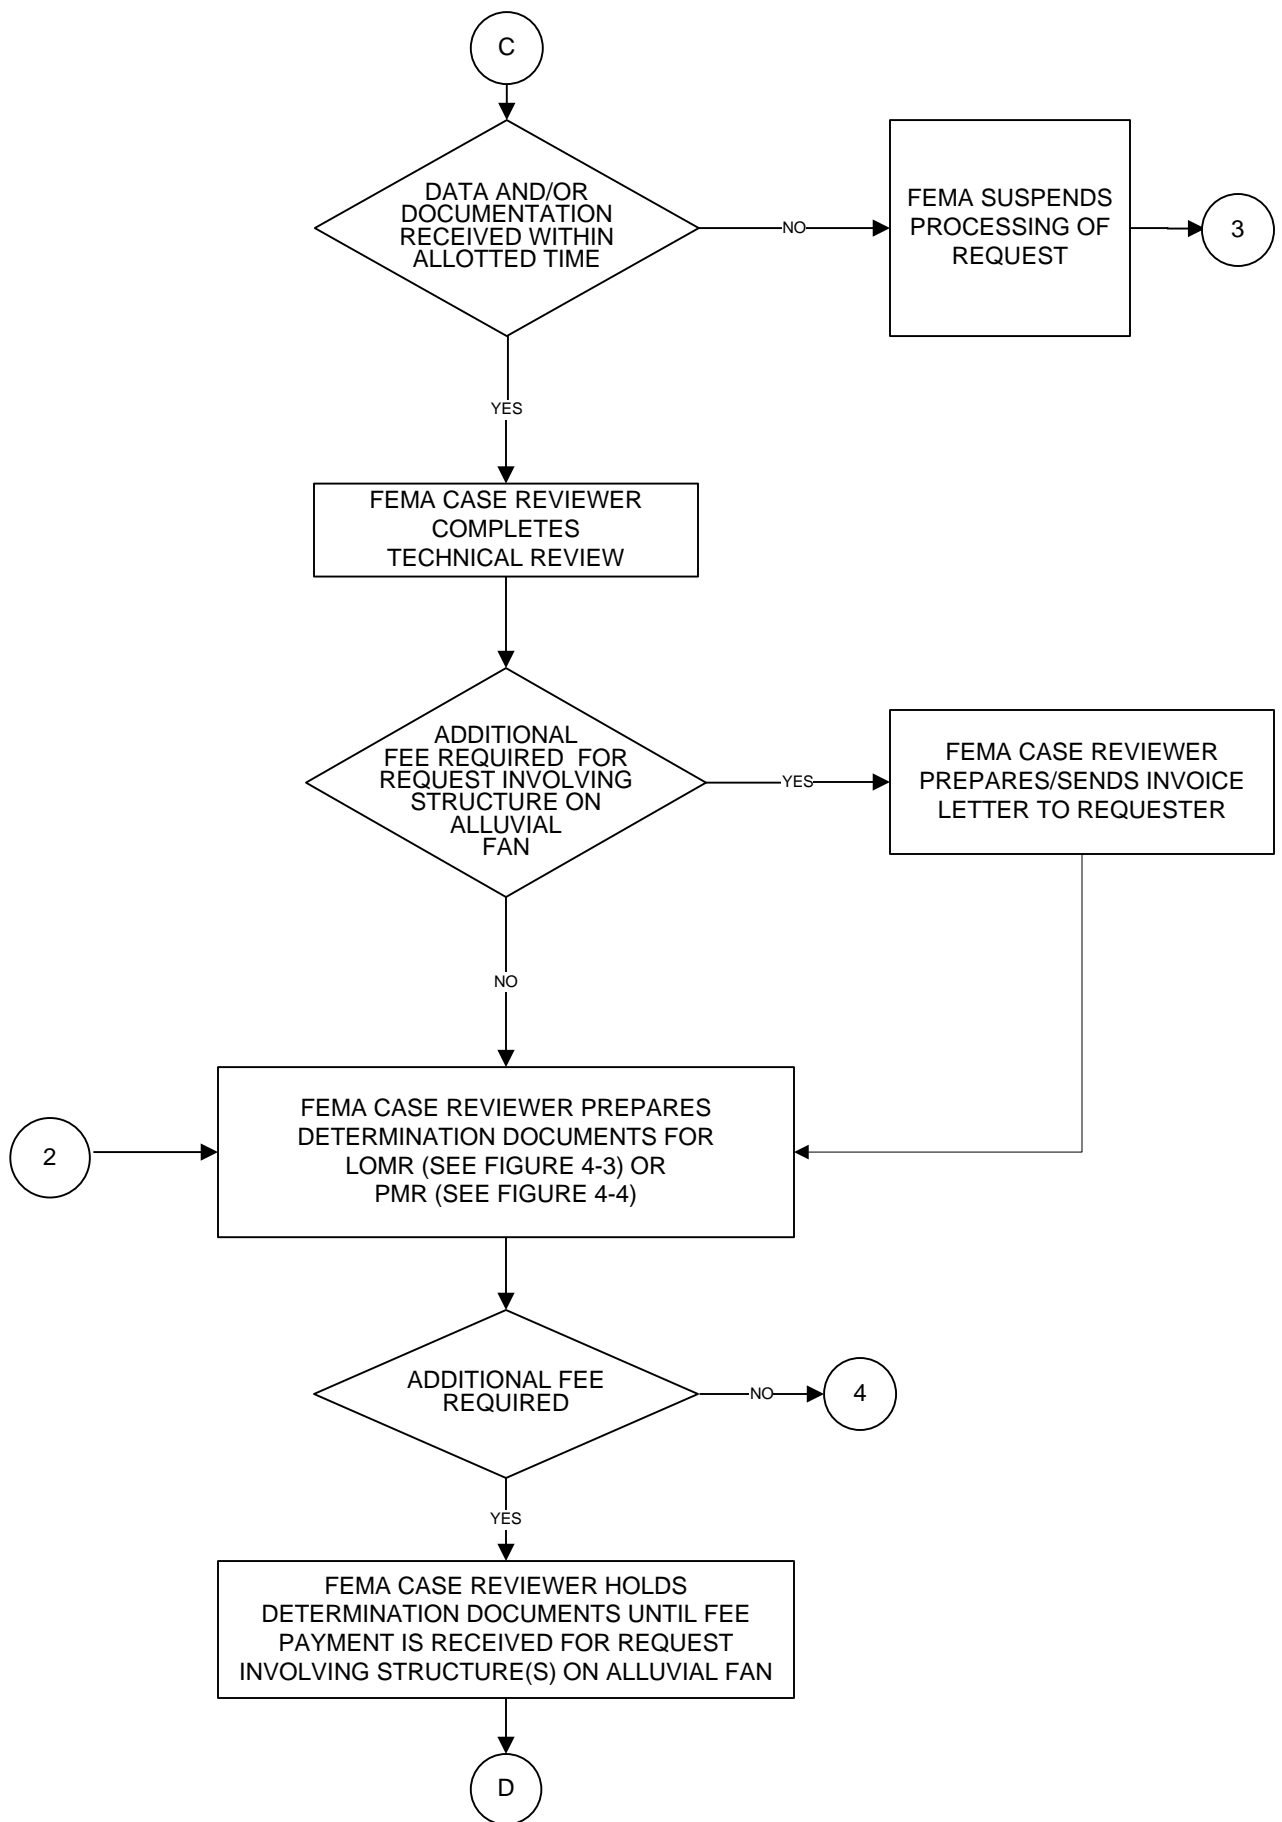 C
DATA AND/OR
DOCUMENTATION
RECEIVED WITHIN
ALLOTTED TIME
NO
FEMA SUSPENDS
PROCESSING OF
REQUEST
3
YES
FEMA CASE REVIEWER
COMPLETES
TECHNICAL REVIEW
ADDITIONAL
FEE REQUIRED  FOR
REQUEST INVOLVING
STRUCTURE ON
ALLUVIAL
FAN
YES
FEMA CASE REVIEWER
PREPARES/SENDS INVOICE
LETTER TO REQUESTER
NO
2
FEMA CASE REVIEWER PREPARES
DETERMINATION DOCUMENTS FOR
LOMR (SEE FIGURE 4-3) OR
PMR (SEE FIGURE 4-4)
ADDITIONAL FEE
REQUIRED
NO
4
YES
FEMA CASE REVIEWER HOLDS
DETERMINATION DOCUMENTS UNTIL FEE
PAYMENT IS RECEIVED FOR REQUEST
INVOLVING STRUCTURE(S) ON ALLUVIAL FAN
D